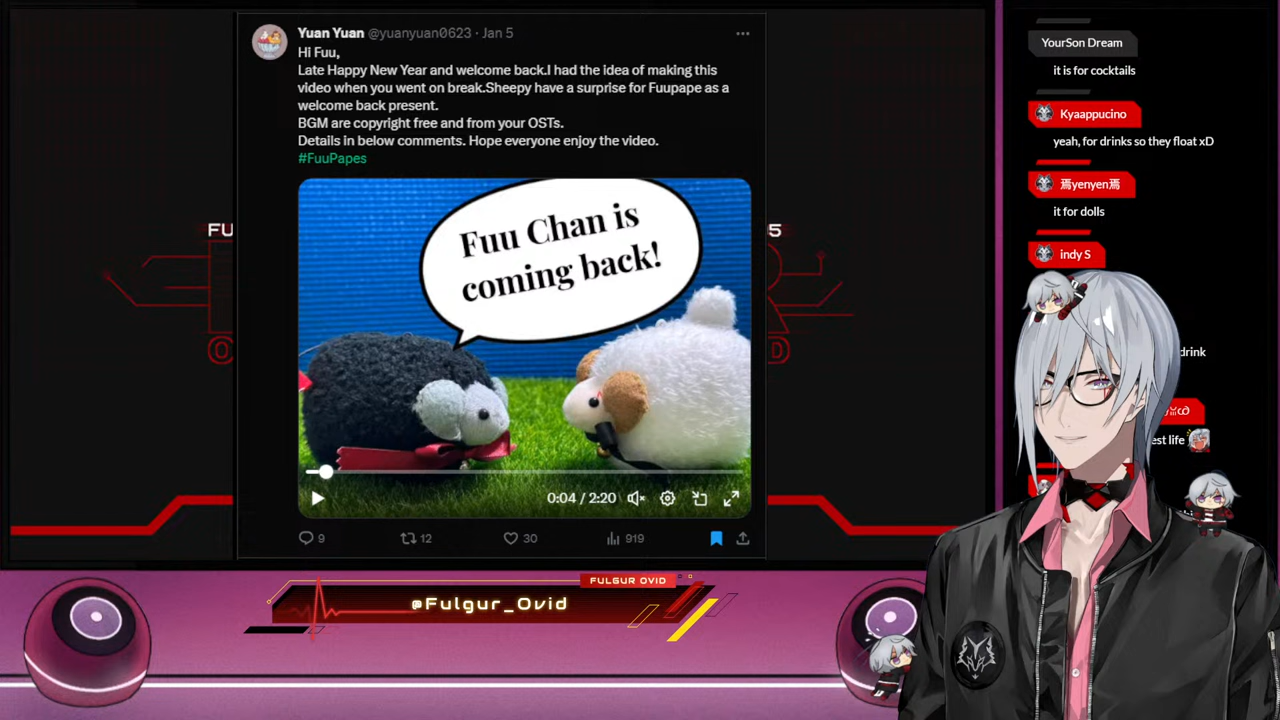 Yuan Yuan @yuanyuan0623 · Jan 5
Hi Fuu,
Late Happy New Year and welcome back.I had the idea of making this
video when you went on break.Sheepy have a surprise for Fuupape as a
welcome back present.
BGM are copyright free and from your OSTs.
Details in below comments. Hope everyone enjoy the video.
#FuuPapes
Fuu Chan is
coming back!
0:04 / 2:20
9
12
30
919
FU
5
O
D
FULGUR OVID
@Fulgur_Ovid
YourSon Dream
it is for cocktails
Kyaappucino
yeah, for drinks so they float xD
焉yenyen焉
it for dolls
indy S
drink
est life